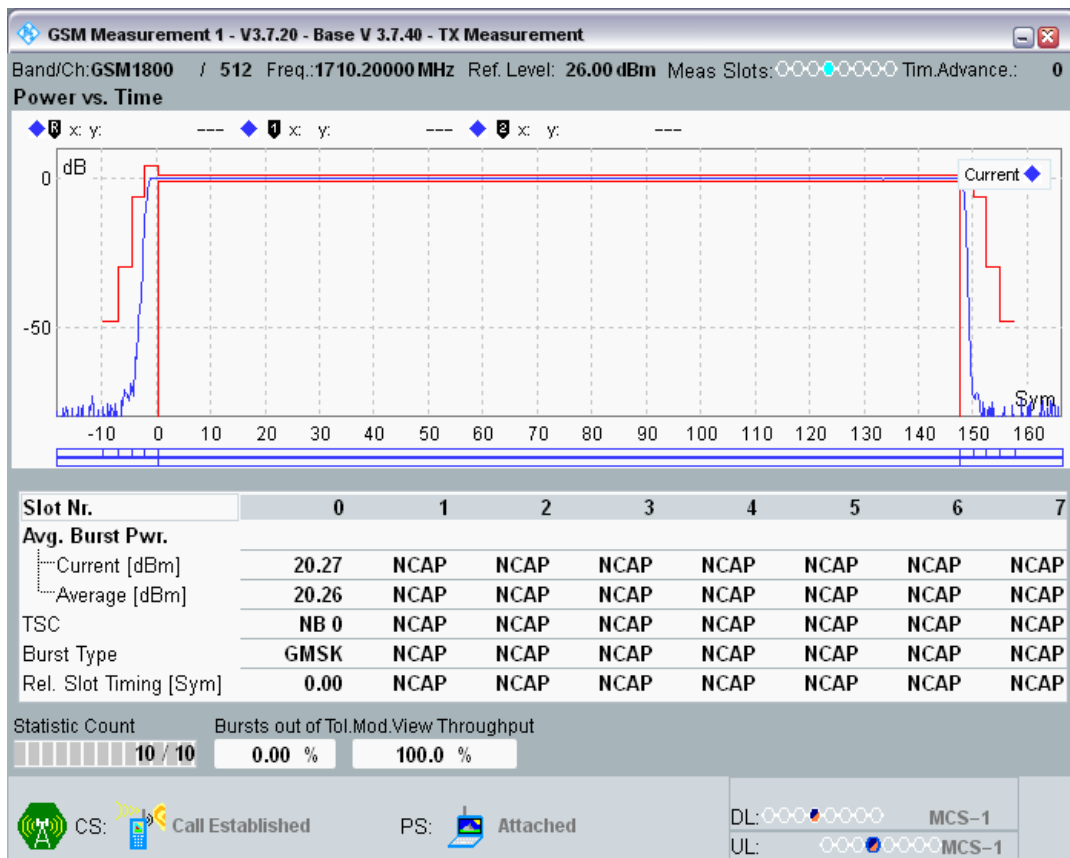 GSM Measurement 1 - V3.7.20 - Base V 3.7.40 - TX Measurement
Band/Ch:GSM1800 / 512 Freq.:1710.20000 MHz Ref. Level: 26.00 dBm Meas Slots: Tim.Advance.: 0
Power vs. Time
R x: y: --- 1 x: y: --- 2 x: y: ---
dB
Current
0
-50
Sym
-10 0 10 20 30 40 50 60 70 80 90 100 110 120 130 140 150 160
Slot Nr. 0 1 2 3 4 5 6 7
Avg. Burst Pwr.
Current [dBm] 20.27 NCAP NCAP NCAP NCAP NCAP NCAP NCAP
Average [dBm] 20.26 NCAP NCAP NCAP NCAP NCAP NCAP NCAP
TSC NB 0 NCAP NCAP NCAP NCAP NCAP NCAP NCAP
Burst Type GMSK NCAP NCAP NCAP NCAP NCAP NCAP NCAP
Rel. Slot Timing [Sym] 0.00 NCAP NCAP NCAP NCAP NCAP NCAP NCAP
Statistic Count Bursts out of Tol. Mod.View Throughput
10 / 10 0.00 % 100.0 %
CS: Call Established PS: Attached
DL: MCS-1
UL: MCS-1